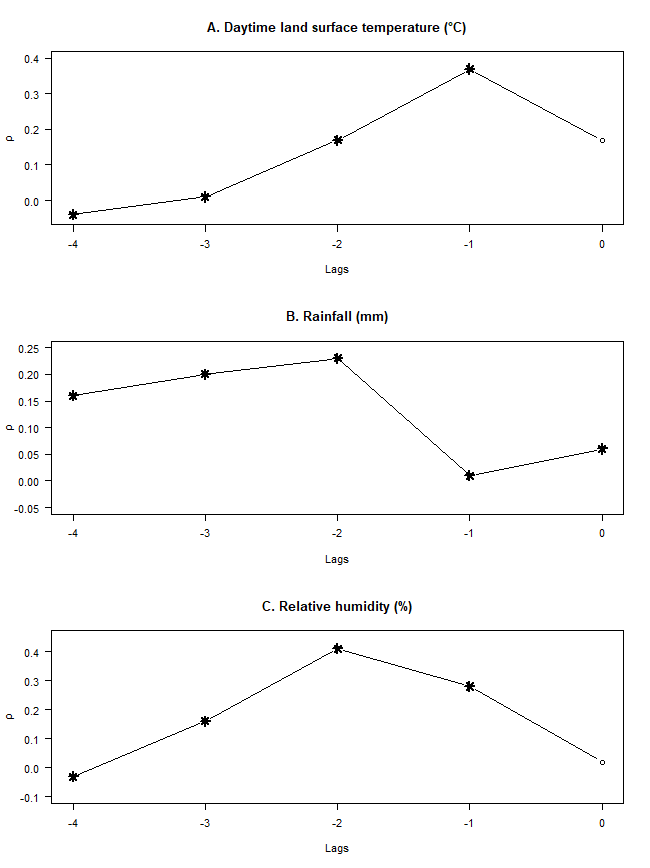 A. Daytime land surface temperature (°C)
0.4
0.3
0.2
0.1
0.0
ρ
-4 -3 -2 -1 0
Lags
B. Rainfall (mm)
0.25
0.20
0.15
0.10
0.05
0.00
-0.05
ρ
-4 -3 -2 -1 0
Lags
C. Relative humidity (%)
0.4
0.3
0.2
0.1
0.0
-0.1
ρ
-4 -3 -2 -1 0
Lags